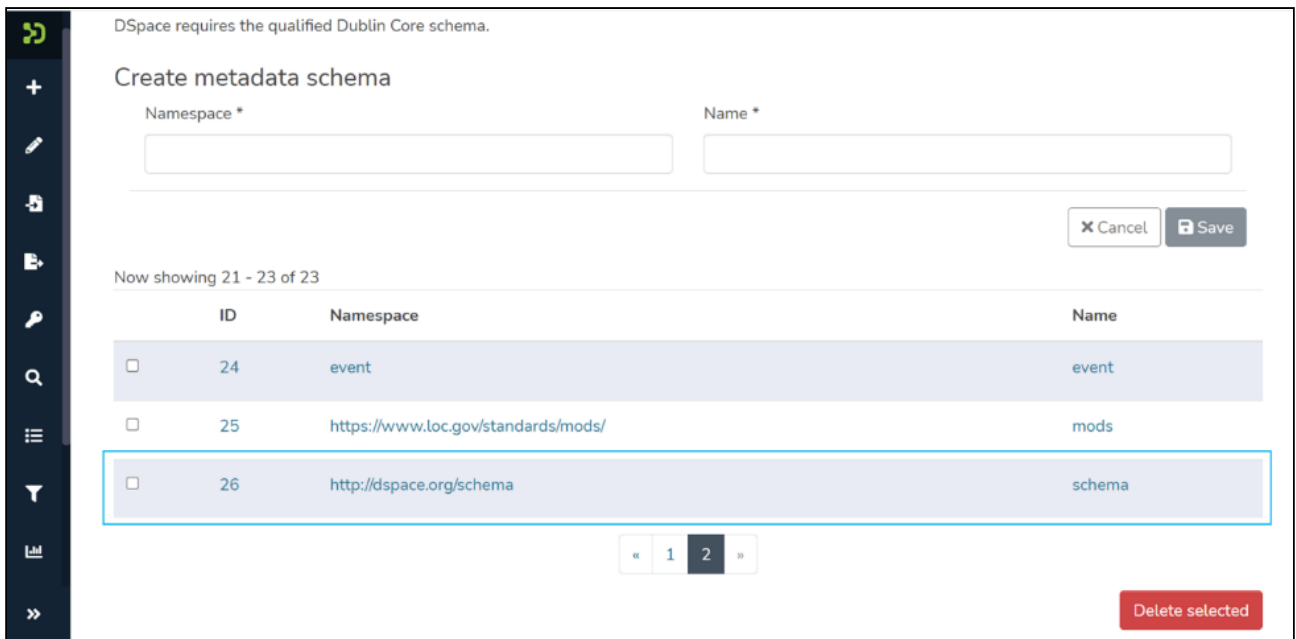 DSpace requires the qualified Dublin Core schema.
Create metadata schema
Namespace * Name *
Cancel Save
Now showing 21 - 23 of 23
ID Namespace Name
24 event event
25 https://www.loc.gov/standards/mods/ mods
26 http://dspace.org/schema schema
« 1 2 »
Delete selected